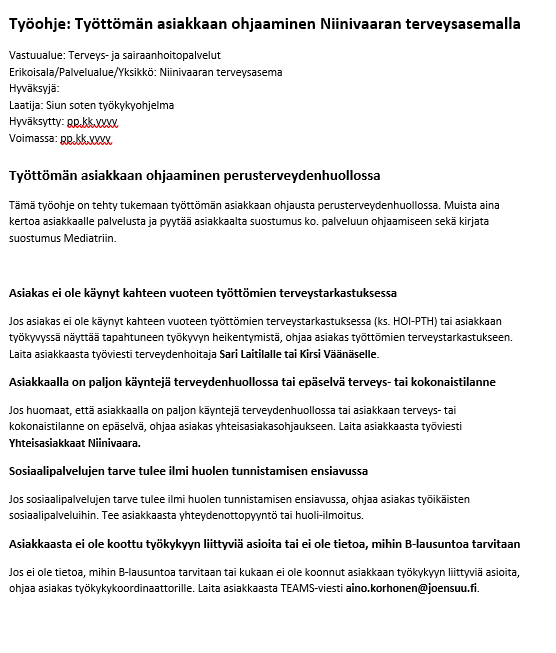 Työohje: Työttömän asiakkaan ohjaaminen Niinivaaran terveysasemalla
Vastuualue: Terveys- ja sairaanhoitopalvelut
Erikoisala/Palvelualue/Yksikkö: Niinivaaran terveysasema
Hyväksyjä:
Laatija: Siun soten työkykyohjelma
Hyväksytty: pp.kk.vvvv
Voimassa: pp.kk.vvvv
Työttömän asiakkaan ohjaaminen perusterveydenhuollossa
Tämä työohje on tehty tukemaan työttömän asiakkaan ohjausta perusterveydenhuollossa. Muista aina
kertoa asiakkaalle palvelusta ja pyytää asiakkaalta suostumus ko. palveluun ohjaamiseen sekä kirjata
suostumus Mediatriin.
Asiakas ei ole käynyt kahteen vuoteen työttömien terveystarkastuksessa
Jos asiakas ei ole käynyt kahteen vuoteen työttömien terveystarkastuksessa (ks. HOI-PTH) tai asiakkaan
työkyvyssä näyttää tapahtuneen työkyvyn heikentymistä, ohjaa asiakas työttömien terveystarkastukseen.
Laita asiakkaasta työviesti terveydenhoitaja Sari Laitilalle tai Kirsi Väänäselle.
Asiakkaalla on paljon käyntejä terveydenhuollossa tai epäselvä terveys- tai kokonaistilanne
Jos huomaat, että asiakkaalla on paljon käyntejä terveydenhuollossa tai asiakkaan terveys- tai
kokonaistilanne on epäselvä, ohjaa asiakas yhteisasiakasohjaukseen. Laita asiakkaasta työviesti
Yhteisasiakkaat Niinivaara.
Sosiaalipalvelujen tarve tulee ilmi huolen tunnistamisen ensiavussa
Jos sosiaalipalvelujen tarve tulee ilmi huolen tunnistamisen ensiavussa, ohjaa asiakas työikäisten
sosiaalipalveluihin. Tee asiakkaasta yhteydenottopyyntö tai huoli-ilmoitus.
Asiakkaasta ei ole koottu työkykyyn liittyviä asioita tai ei ole tietoa, mihin B-lausuntoa tarvitaan
Jos ei ole tietoa, mihin B-lausuntoa tarvitaan tai kukaan ei ole koonnut asiakkaan työkykyyn liittyviä asioita,
ohjaa asiakas työkykykoordinaattorille. Laita asiakkaasta TEAMS-viesti aino.korhonen@joensuu.fi.